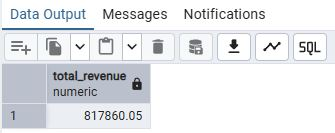 Data Output Messages Notifications
SQL
total_revenue
numeric
1 817860.05